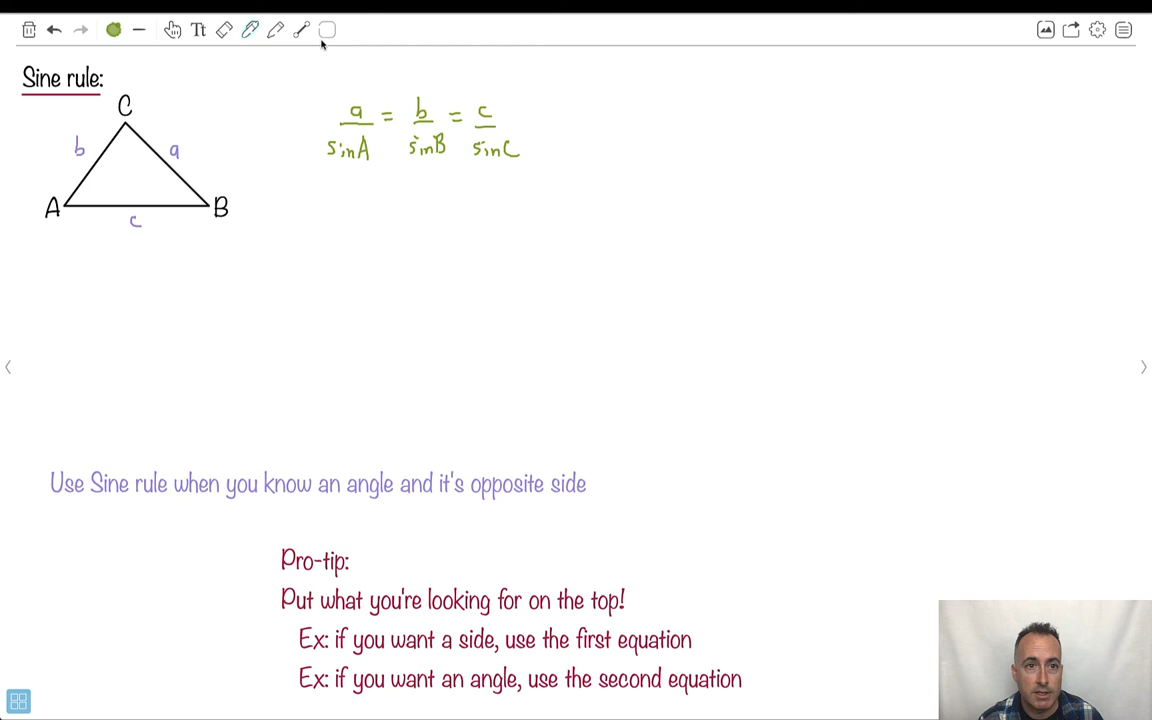 Tt
Sine rule:
C
b
a
A
B
c
a/sinA = b/sinB = c/sinC
Use Sine rule when you know an angle and it's opposite side
Pro-tip:
Put what you're looking for on the top!
Ex: if you want a side, use the first equation
Ex: if you want an angle, use the second equation